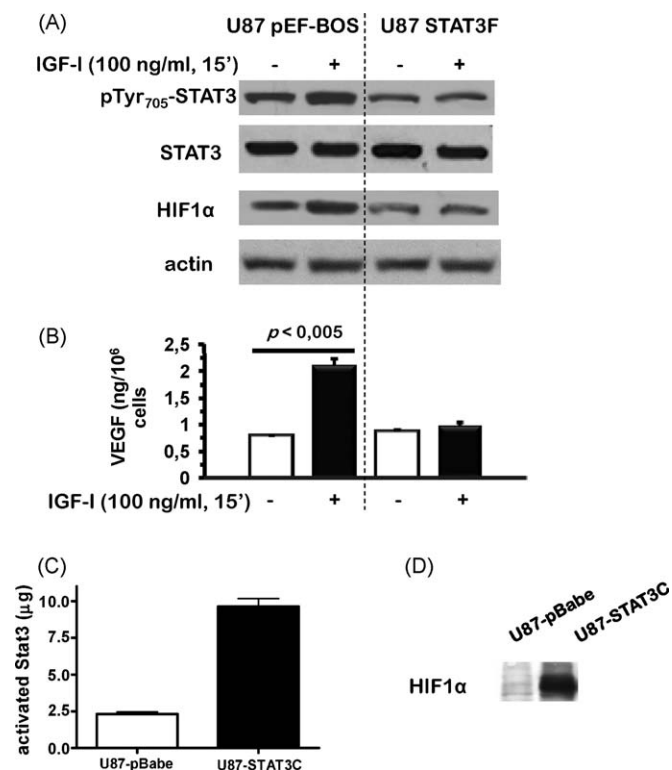 (A)
U87 pEF-BOS U87 STAT3F
IGF-I (100 ng/ml, 15’) - + - +
pTyr₇₀₅-STAT3
STAT3
HIF1α
actin
(B)
p < 0,005
2,5
2
1,5
1
0,5
0
VEGF (ng/10⁶
cells
IGF-I (100 ng/ml, 15’) - + - +
(C)
activated Stat3 (μg)
10.0
7.5
5.0
2.5
0.0
U87-pBabe U87-STAT3C
(D)
U87-pBabe
U87-STAT3C
HIF1α